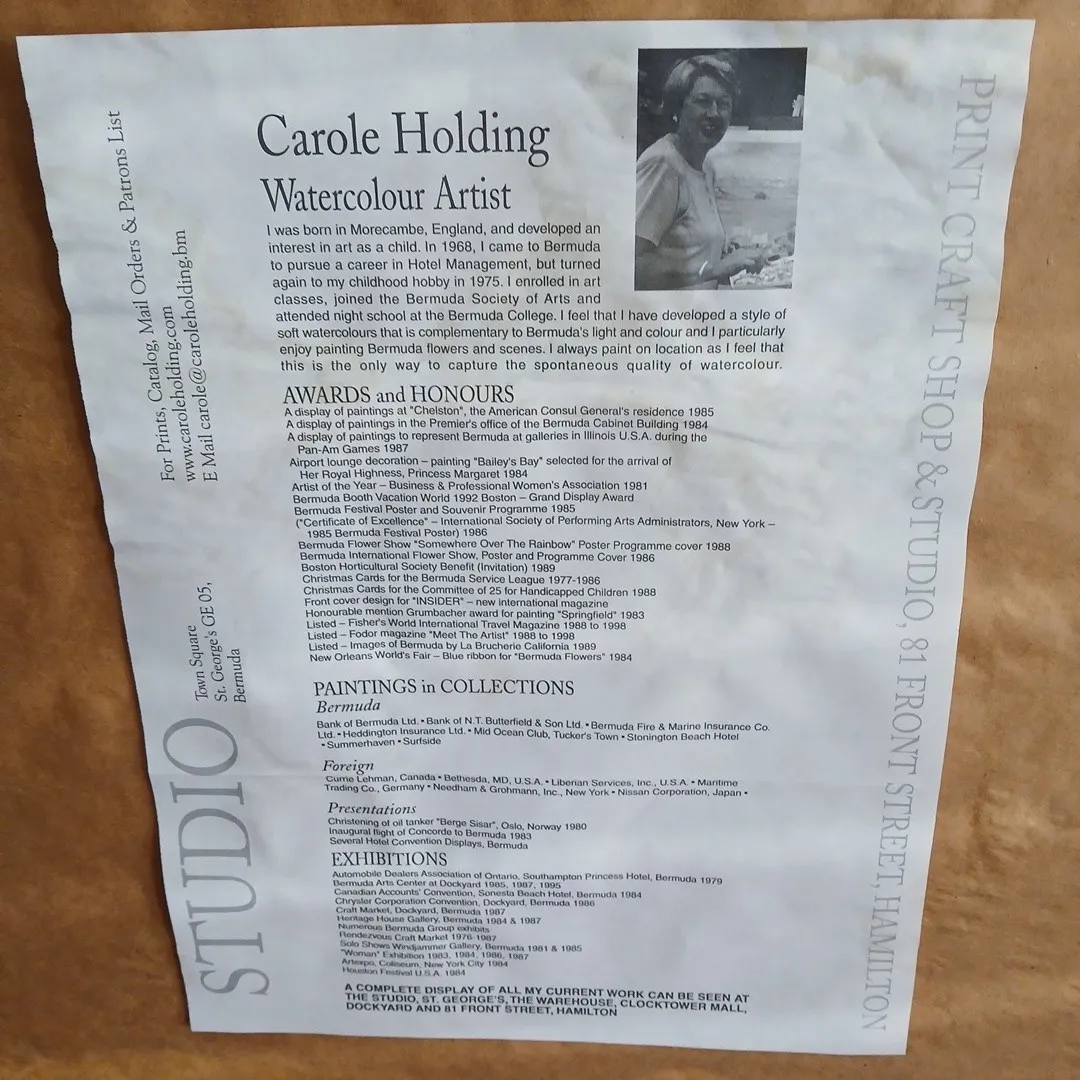 Carole Holding
Watercolour Artist
I was born in Morecambe, England, and developed an
interest in art as a child. In 1968, I came to Bermuda
to pursue a career in Hotel Management, but turned
again to my childhood hobby in 1975. I enrolled in art
classes, joined the Bermuda Society of Arts and
attended night school at the Bermuda College. I feel that I have developed a style of
soft watercolours that is complementary to Bermuda's light and colour and I particularly
enjoy painting Bermuda flowers and scenes. I always paint on location as I feel that
this is the only way to capture the spontaneous quality of watercolour.
AWARDS and HONOURS
A display of paintings at "Chelston", the American Consul General's residence 1985
A display of paintings in the Premier's office of the Bermuda Cabinet Building 1984
A display of paintings to represent Bermuda at galleries in Illinois U.S.A. during the
Pan-Am Games 1987
Airport lounge decoration – painting "Bailey's Bay" selected for the arrival of
Her Royal Highness, Princess Margaret 1984
Artist of the Year – Business & Professional Women's Association 1981
Bermuda Booth Vacation World 1992 Boston – Grand Display Award
Bermuda Festival Poster and Souvenir Programme 1985
("Certificate of Excellence" – International Society of Performing Arts Administrators, New York –
1985 Bermuda Festival Poster) 1986
Bermuda Flower Show "Somewhere Over The Rainbow" Poster Programme cover 1988
Bermuda International Flower Show, Poster and Programme Cover 1986
Boston Horticultural Society Benefit (Invitation) 1989
Christmas Cards for the Bermuda Service League 1977-1986
Christmas Cards for the Committee of 25 for Handicapped Children 1988
Front cover design for "INSIDER" – new international magazine
Honourable mention Grumbacher award for painting "Springfield" 1983
Listed – Fisher's World International Travel Magazine 1988 to 1998
Listed – Fodor magazine "Meet The Artist" 1988 to 1998
Listed – Images of Bermuda by La Brucherie California 1989
New Orleans World's Fair – Blue ribbon for "Bermuda Flowers" 1984
PAINTINGS in COLLECTIONS
Bermuda
Bank of Bermuda Ltd. • Bank of N.T. Butterfield & Son Ltd. • Bermuda Fire & Marine Insurance Co.
Ltd. • Heddington Insurance Ltd. • Mid Ocean Club, Tucker's Town • Stonington Beach Hotel
• Summerhaven • Surfside
Foreign
Currie Lehman, Canada • Bethesda, MD, U.S.A. • Liberian Services, Inc., U.S.A. • Maritime
Trading Co., Germany • Needham & Grohmann, Inc., New York • Nissan Corporation, Japan •
Presentations
Christening of oil tanker "Berge Sisar", Oslo, Norway 1980
Inaugural flight of Concorde to Bermuda 1983
Several Hotel Convention Displays, Bermuda
EXHIBITIONS
Automobile Dealers Association of Ontario, Southampton Princess Hotel, Bermuda 1979
Bermuda Arts Center at Dockyard 1985, 1987, 1995
Canadian Accounts' Convention, Sonesta Beach Hotel, Bermuda 1984
Chrysler Corporation Convention, Dockyard, Bermuda 1986
Craft Market, Dockyard, Bermuda 1987
Heritage House Gallery, Bermuda 1984 & 1987
Numerous Bermuda Group exhibits
Rendezvous Craft Market 1976-1987
Solo Shows Windjammer Gallery, Bermuda 1981 & 1985
"Woman" Exhibition 1983, 1984, 1986, 1987
Artexpo, Coliseum, New York City 1984
Houston Festival U.S.A. 1984
A COMPLETE DISPLAY OF ALL MY CURRENT WORK CAN BE SEEN AT
THE STUDIO, ST. GEORGE'S, THE WAREHOUSE, CLOCKTOWER MALL,
DOCKYARD AND 81 FRONT STREET, HAMILTON
STUDIO
Town Square
St. George's GE 05,
Bermuda
For Prints, Catalog, Mail Orders & Patrons List
www.caroleholding.com
E Mail carole@caroleholding.bm
PRINT CRAFT SHOP & STUDIO, 81 FRONT STREET, HAMILTON